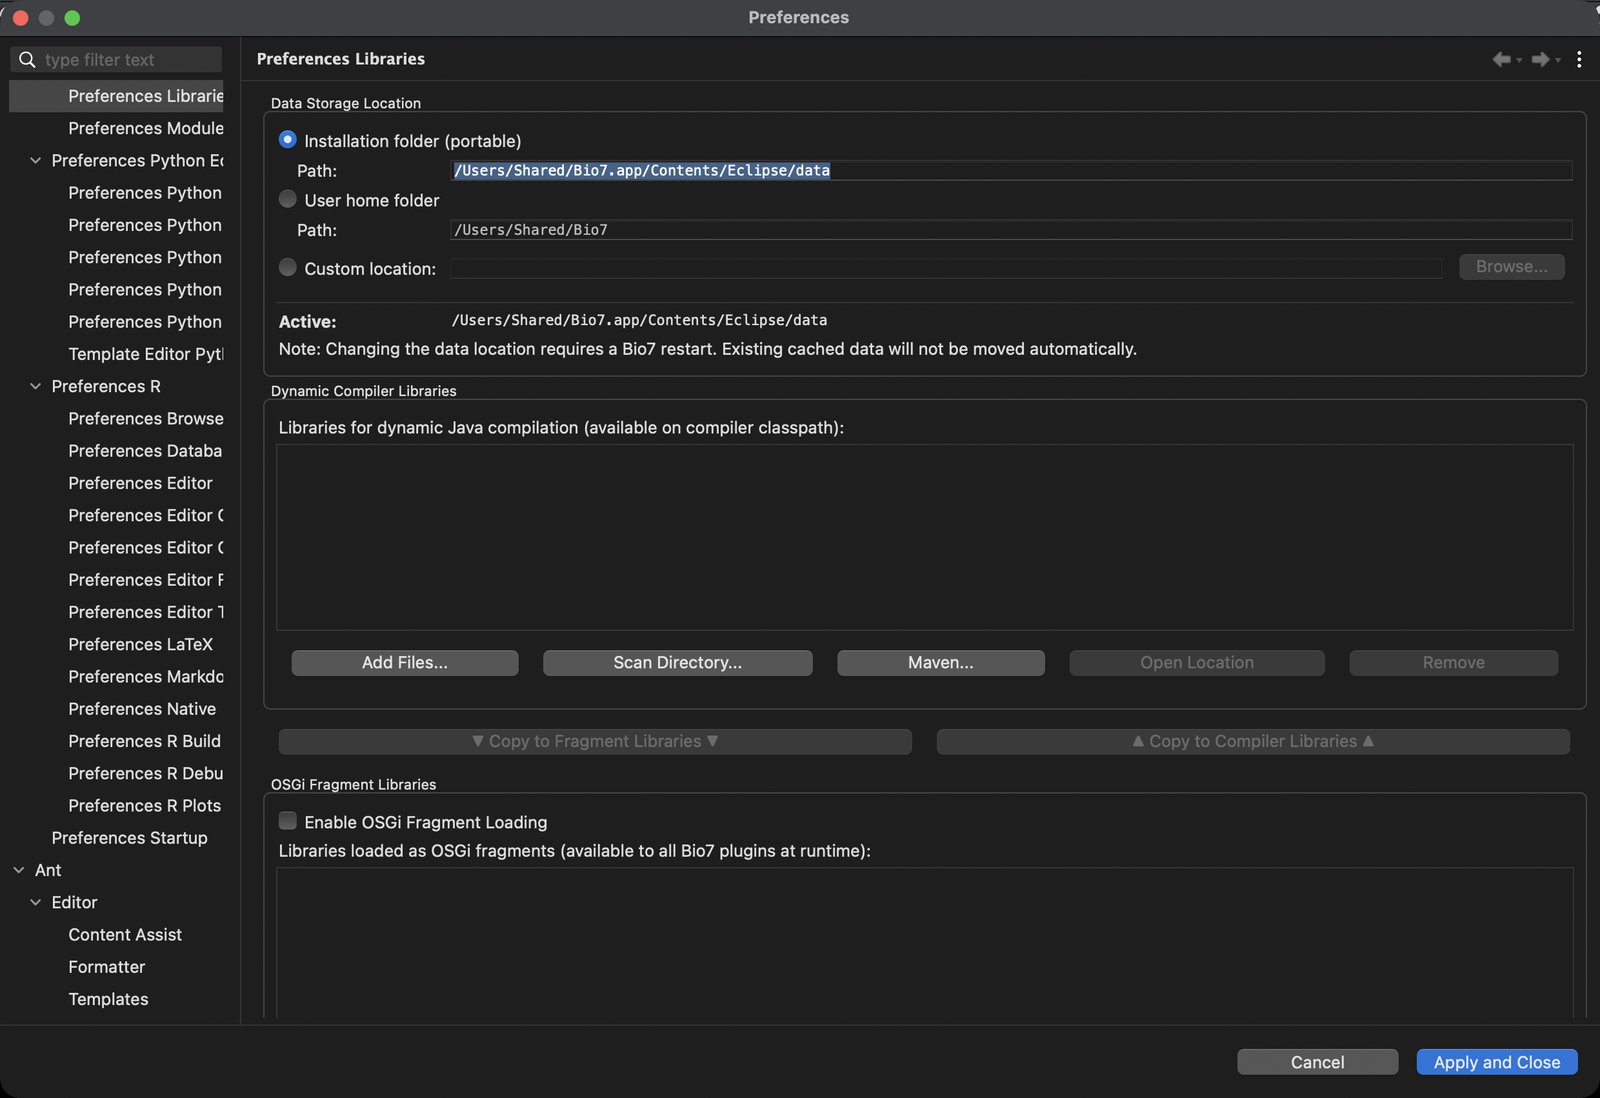 Preferences
type filter text
Preferences Librarie
Preferences Module
Preferences Python Ec
Preferences Python
Preferences Python
Preferences Python
Preferences Python
Preferences Python
Template Editor Pytl
Preferences R
Preferences Browse
Preferences Databa
Preferences Editor
Preferences Editor C
Preferences Editor C
Preferences Editor F
Preferences Editor T
Preferences LaTeX
Preferences Markdo
Preferences Native
Preferences R Build
Preferences R Debu
Preferences R Plots
Preferences Startup
Ant
Editor
Content Assist
Formatter
Templates
Preferences Libraries
Data Storage Location
Installation folder (portable)
Path: /Users/Shared/Bio7.app/Contents/Eclipse/data
User home folder
Path: /Users/Shared/Bio7
Custom location: Browse...
Active: /Users/Shared/Bio7.app/Contents/Eclipse/data
Note: Changing the data location requires a Bio7 restart. Existing cached data will not be moved automatically.
Dynamic Compiler Libraries
Libraries for dynamic Java compilation (available on compiler classpath):
Add Files... Scan Directory... Maven... Open Location Remove
▼ Copy to Fragment Libraries ▼ ▲ Copy to Compiler Libraries ▲
OSGi Fragment Libraries
Enable OSGi Fragment Loading
Libraries loaded as OSGi fragments (available to all Bio7 plugins at runtime):
Cancel Apply and Close